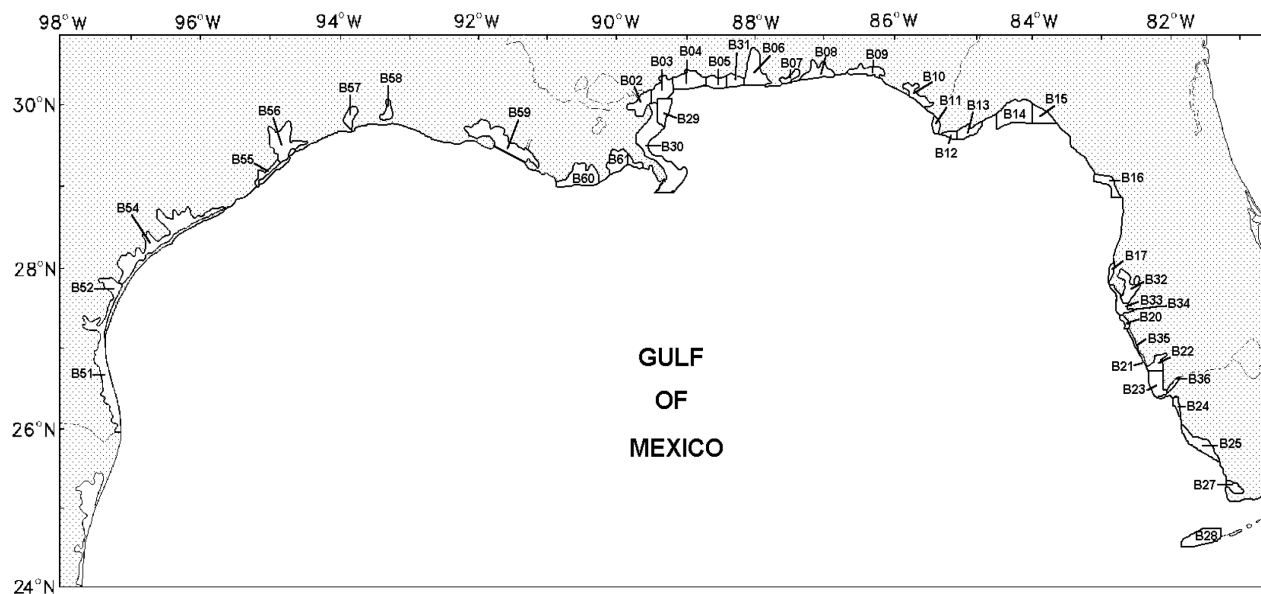 98°W 96°W 94°W 92°W 90°W 88°W 86°W 84°W 82°W
B31
B04 B06
B03 B05 B07 B08 B09
B58
B57 B02 B10
30°N B56 B59 B11 B13 B14 B15
B29
B12
B30
B55 B61
B60 B16
B54
28°N B17
B32
B52 B33 B34
B20
GULF
OF
MEXICO
B35
B21 B22
B51 B23 B36
B24
26°N
B25
B27
B28
24°N